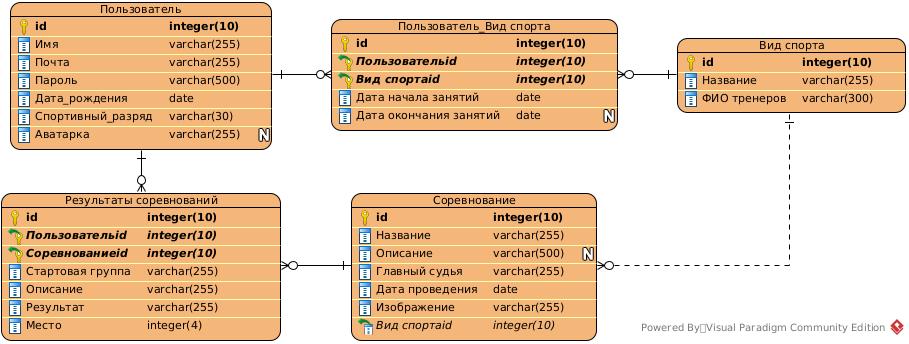 Пользователь
id integer(10)
Имя varchar(255)
Почта varchar(255)
Пароль varchar(500)
Дата_рождения date
Спортивный_разряд varchar(30)
Аватарка varchar(255) N
Пользователь_Вид спорта
id integer(10)
Пользовательid integer(10)
Вид спортаid integer(10)
Дата начала занятий date
Дата окончания занятий date N
Вид спорта
id integer(10)
Название varchar(255)
ФИО тренеров varchar(300)
Результаты соревнований
id integer(10)
Пользовательid integer(10)
Соревнованиеid integer(10)
Стартовая группа varchar(255)
Описание varchar(255)
Результат varchar(255)
Место integer(4)
Соревнование
id integer(10)
Название varchar(255)
Описание varchar(500) N
Главный судья varchar(255)
Дата проведения date
Изображение varchar(255)
Вид спортаid integer(10)
Powered By Visual Paradigm Community Edition